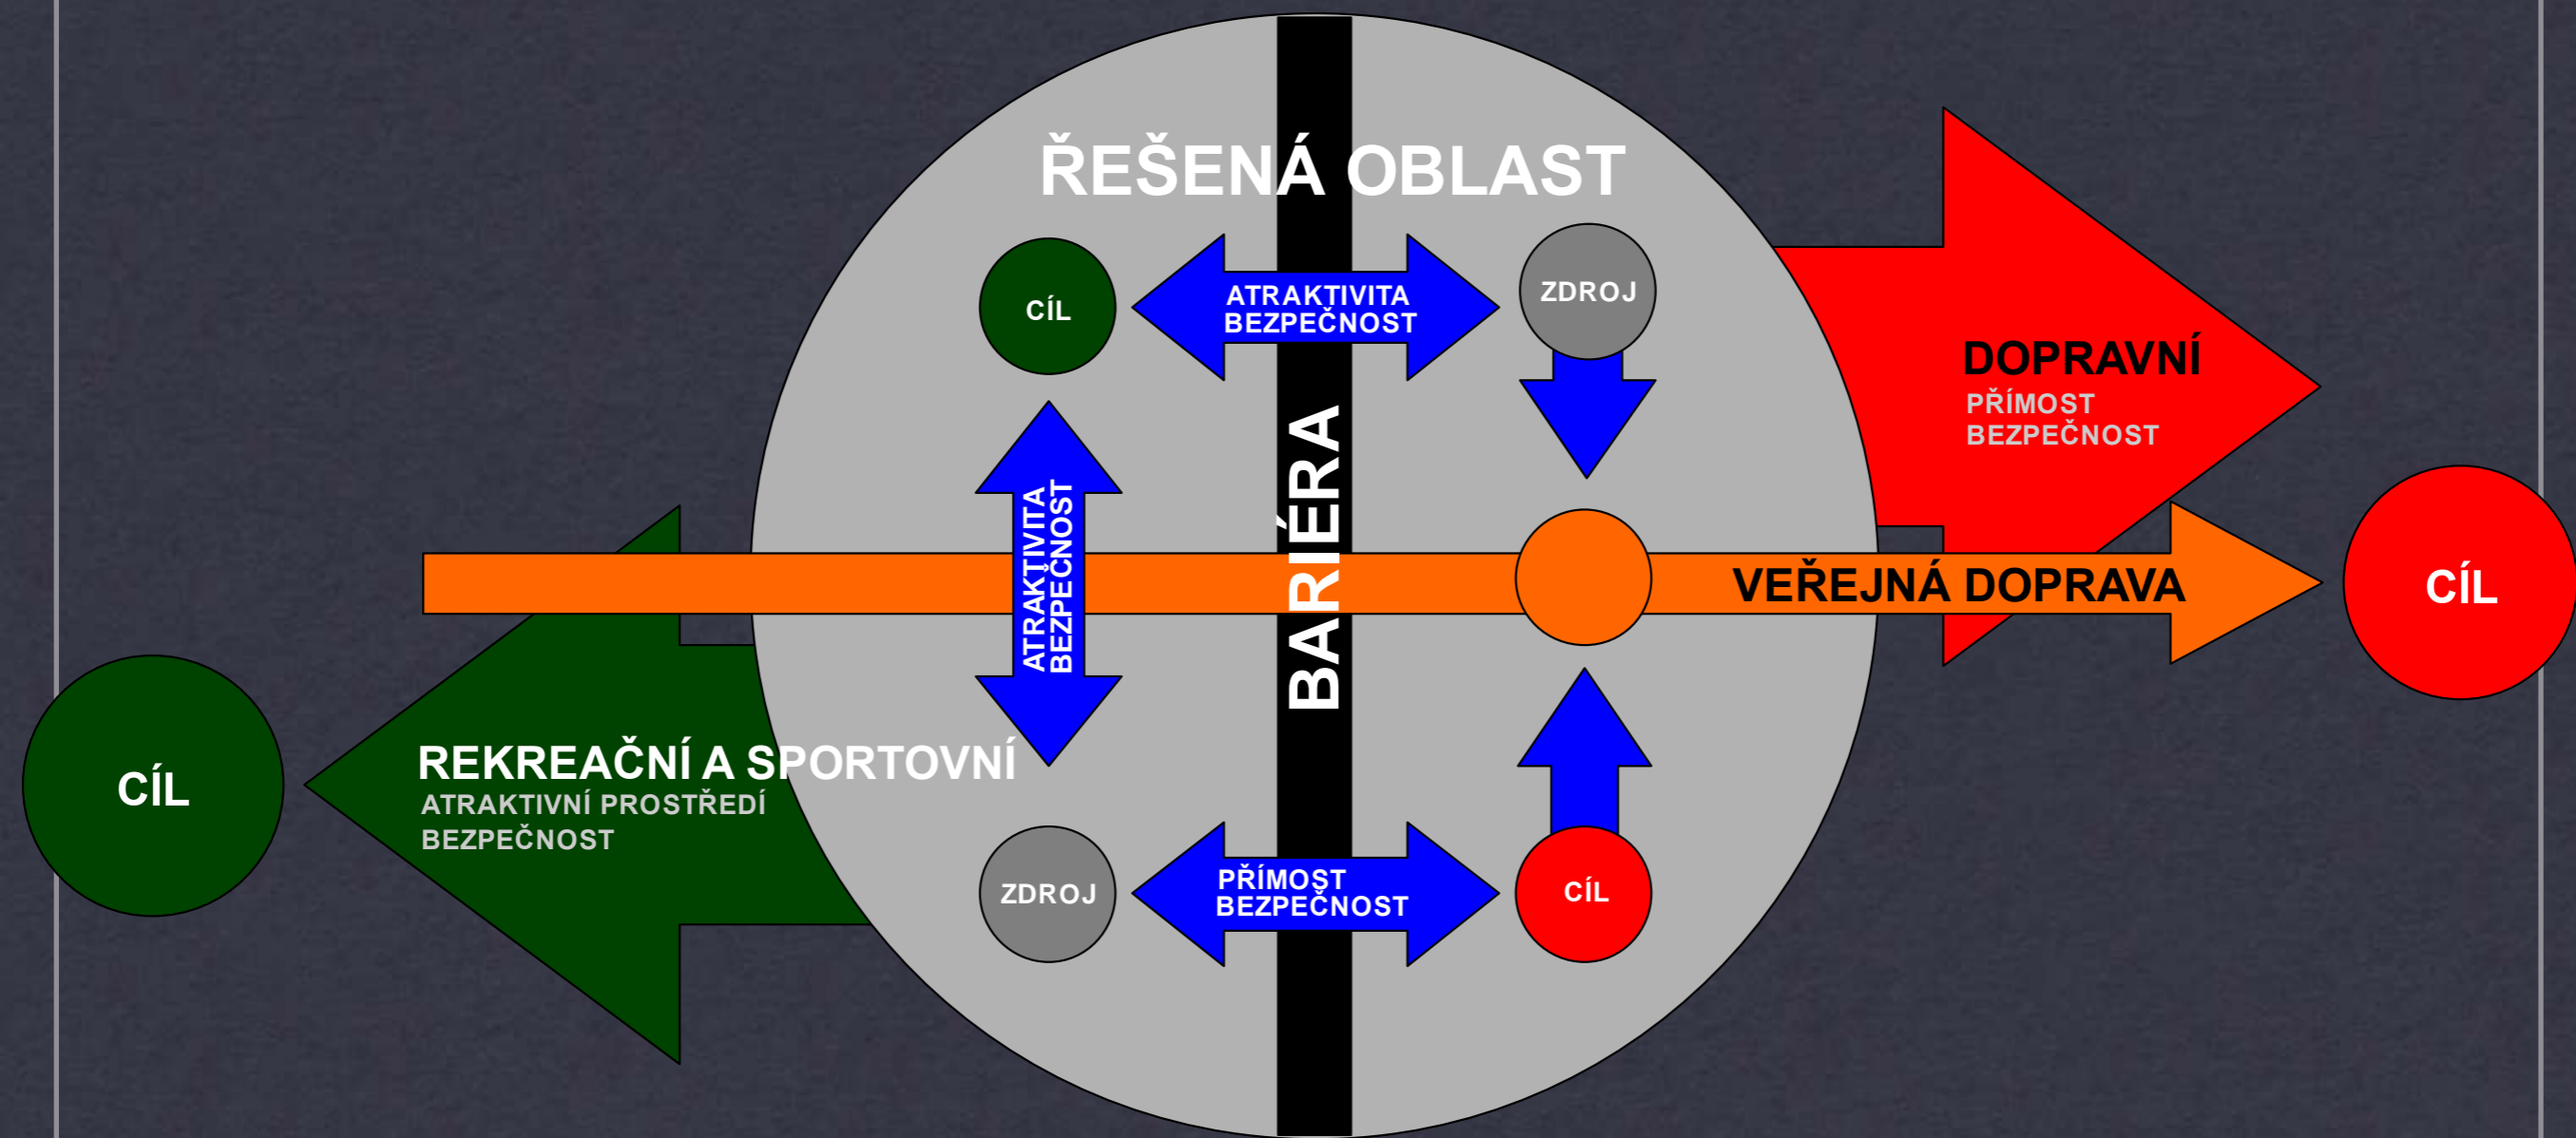 ŘEŠENÁ OBLAST
CÍL
ATRAKTIVITA
BEZPEČNOST
ZDROJ
DOPRAVNÍ
PŘÍMOST
BEZPEČNOST
BARIÉRA
ATRAKTIVITA
BEZPEČNOST
VEŘEJNÁ DOPRAVA
CÍL
CÍL
REKREAČNÍ A SPORTOVNÍ
ATRAKTIVNÍ PROSTŘEDÍ
BEZPEČNOST
ZDROJ
PŘÍMOST
BEZPEČNOST
CÍL